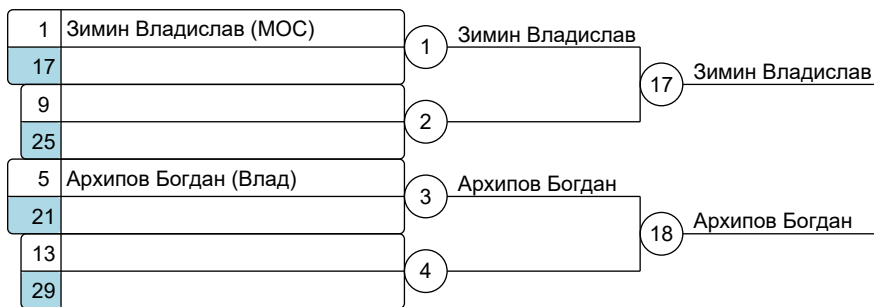 1 Зимин Владислав (МОС)
17
1 Зимин Владислав
9
25
2
17 Зимин Владислав
5 Архипов Богдан (Влад)
21
3 Архипов Богдан
13
29
4
18 Архипов Богдан